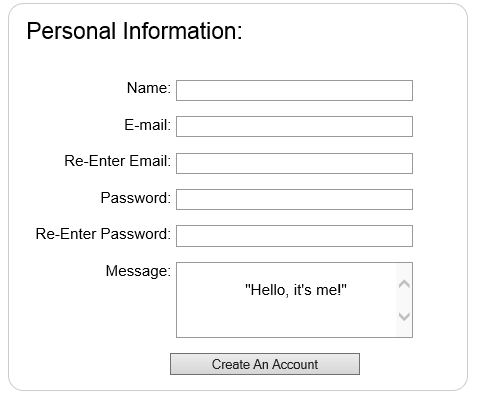 Personal Information:
Name:
E-mail:
Re-Enter Email:
Password:
Re-Enter Password:
Message:
"Hello, it's me!"
Create An Account